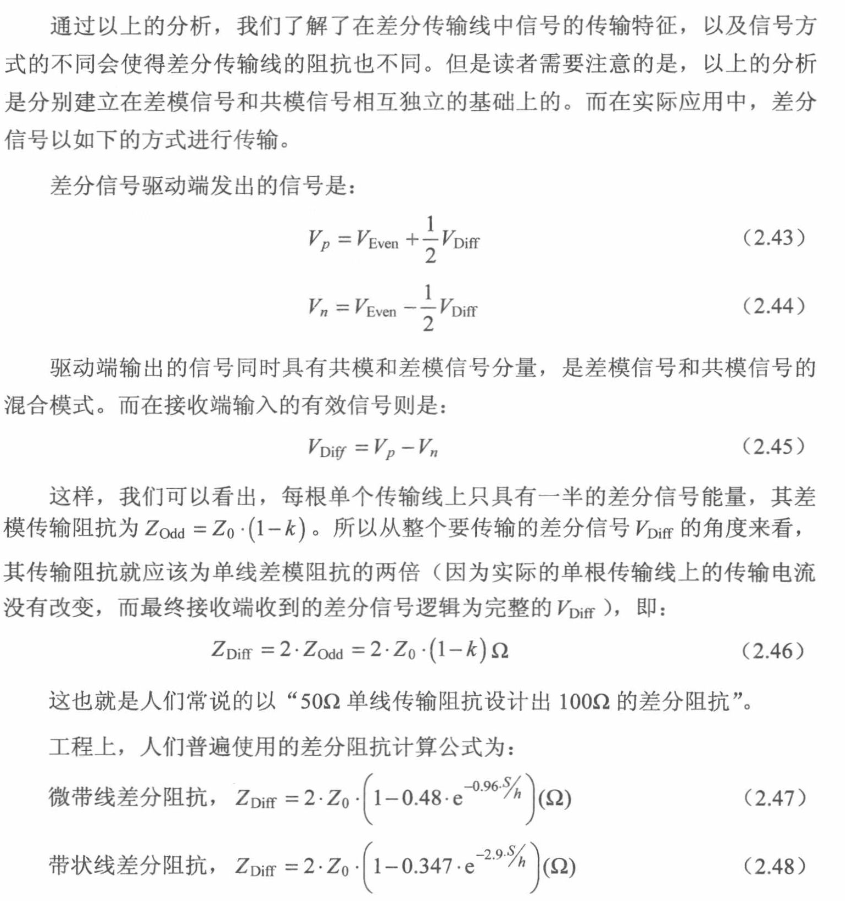 通过以上的分析，我们了解了在差分传输线中信号的传输特征，以及信号方
式的不同会使得差分传输线的阻抗也不同。但是读者需要注意的是，以上的分析
是分别建立在差模信号和共模信号相互独立的基础上的。而在实际应用中，差分
信号以如下的方式进行传输。
差分信号驱动端发出的信号是：
$V_p = V_{\text{Even}} + \frac{1}{2} V_{\text{Diff}}$ （2.43）
$V_n = V_{\text{Even}} - \frac{1}{2} V_{\text{Diff}}$ （2.44）
驱动端输出的信号同时具有共模和差模信号分量，是差模信号和共模信号的
混合模式。而在接收端输入的有效信号则是：
$V_{\text{Diff}} = V_p - V_n$ （2.45）
这样，我们可以看出，每根单个传输线上只具有一半的差分信号能量，其差
模传输阻抗为 $Z_{\text{Odd}} = Z_0 \cdot (1-k)$。所以从整个要传输的差分信号 $V_{\text{Diff}}$ 的角度来看，
其传输阻抗就应该为单线差模阻抗的两倍（因为实际的单根传输线上的传输电流
没有改变，而最终接收端收到的差分信号逻辑为完整的 $V_{\text{Diff}}$），即：
$Z_{\text{Diff}} = 2 \cdot Z_{\text{Odd}} = 2 \cdot Z_0 \cdot (1-k) \Omega$ （2.46）
这也就是人们常说的以“50Ω 单线传输阻抗设计出 100Ω 的差分阻抗”。
工程上，人们普遍使用的差分阻抗计算公式为：
微带线差分阻抗，$Z_{\text{Diff}} = 2 \cdot Z_0 \cdot \left(1 - 0.48 \cdot \text{e}^{-0.96 \cdot S/h}\right) (\Omega)$ （2.47）
带状线差分阻抗，$Z_{\text{Diff}} = 2 \cdot Z_0 \cdot \left(1 - 0.347 \cdot \text{e}^{-2.9 \cdot S/h}\right) (\Omega)$ （2.48）